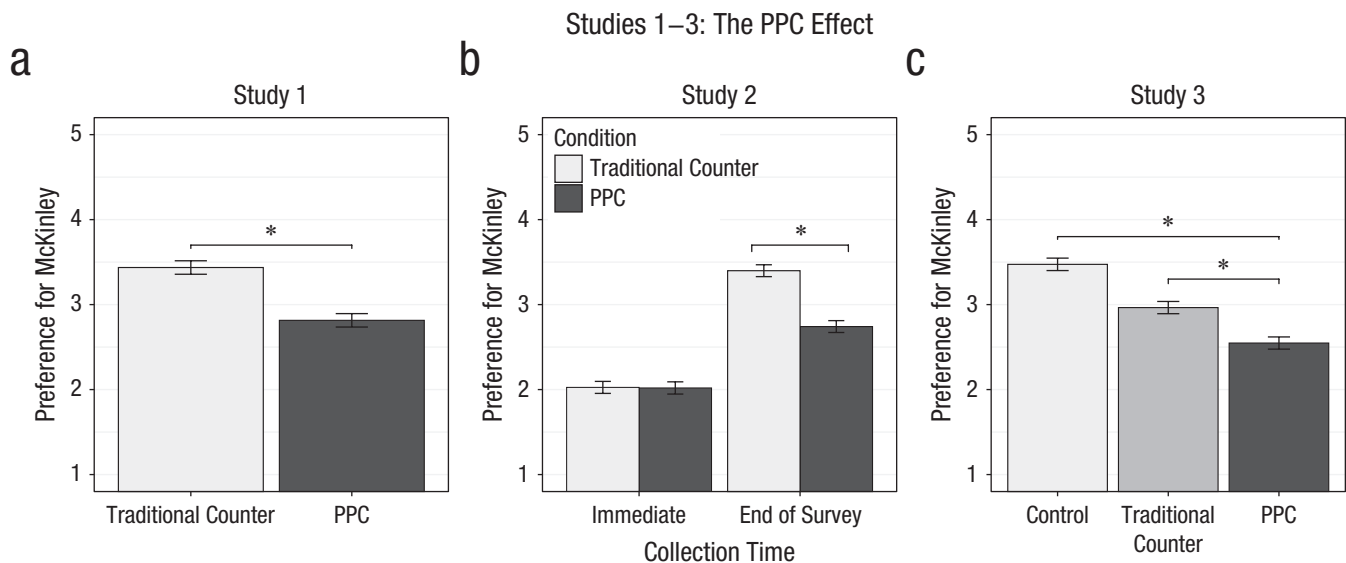 Studies 1–3: The PPC Effect
a
Study 1
Preference for McKinley
5
4
3
2
1
*
Traditional Counter
PPC
b
Study 2
Preference for McKinley
5
4
3
2
1
Condition
Traditional Counter
PPC
*
Immediate
End of Survey
Collection Time
c
Study 3
Preference for McKinley
5
4
3
2
1
*
*
Control
Traditional
Counter
PPC